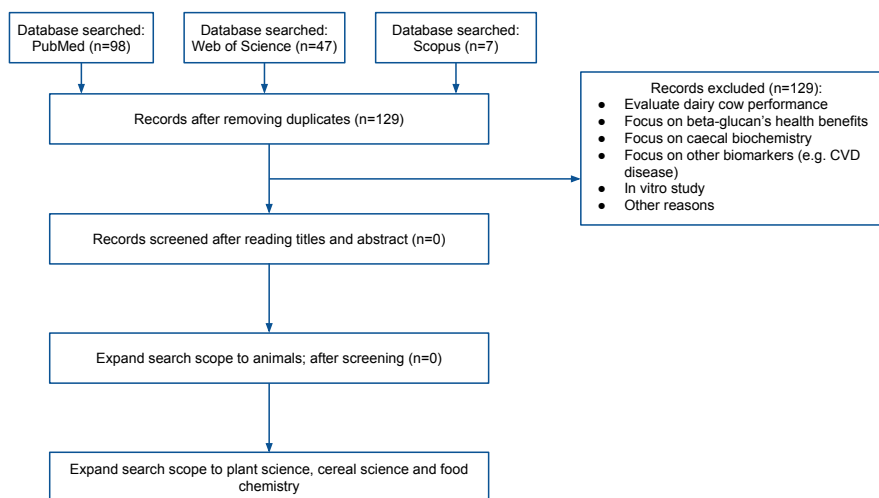 Database searched:
PubMed (n=98)
Database searched:
Web of Science (n=47)
Database searched:
Scopus (n=7)
Records after removing duplicates (n=129)
Records excluded (n=129):
● Evaluate dairy cow performance
● Focus on beta-glucan's health benefits
● Focus on caecal biochemistry
● Focus on other biomarkers (e.g. CVD
disease)
● In vitro study
● Other reasons
Records screened after reading titles and abstract (n=0)
Expand search scope to animals; after screening (n=0)
Expand search scope to plant science, cereal science and food
chemistry